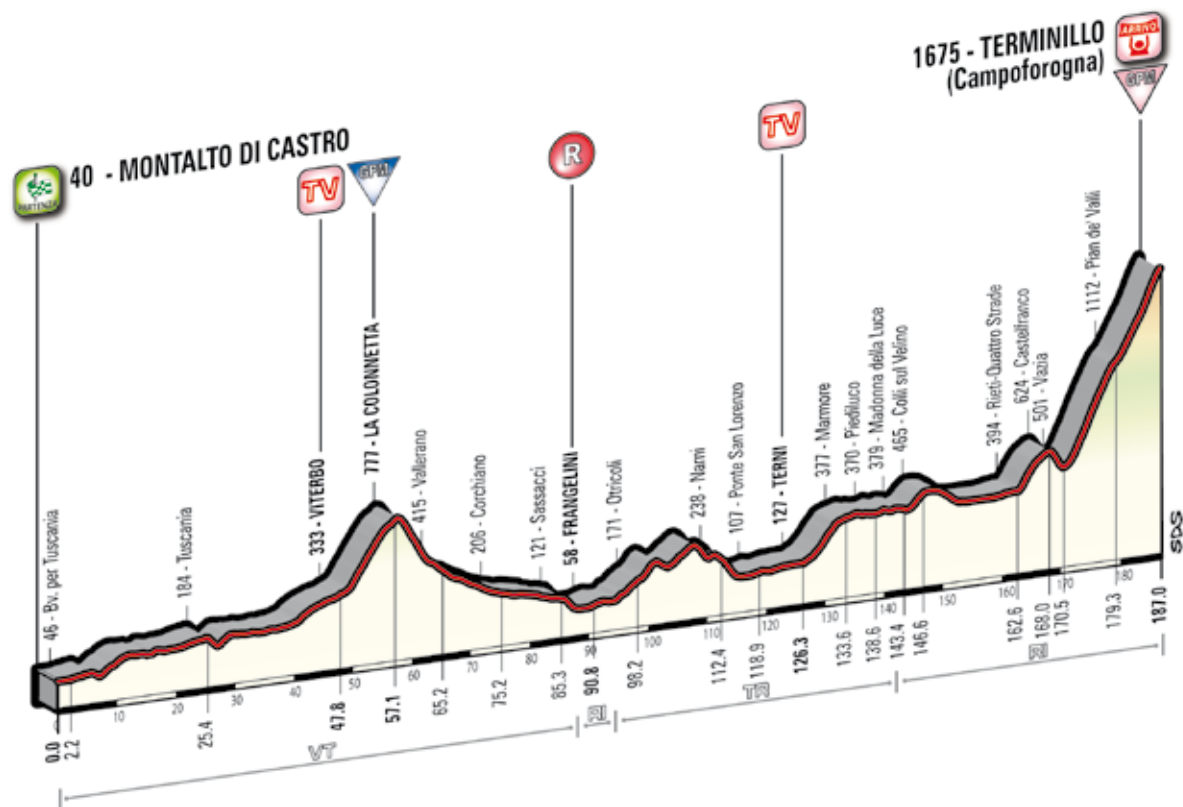 1675 - TERMINILLO
(Campoforogna)
ARRIVO
GPM
40 - MONTALTO DI CASTRO
PARTENZA
TV
GPM
R
TV
46 - Bv. per Tuscania
184 - Tuscania
333 - VITERBO
777 - LA COLONNETTA
415 - Vallerano
206 - Corchiano
121 - Sassacci
58 - FRANGELINI
171 - Otricoli
238 - Narni
107 - Ponte San Lorenzo
127 - TERNI
377 - Marmore
370 - Piediluco
379 - Madonna della Luce
465 - Colli sul Velino
394 - Rieti-Quattro Strade
624 - Castelfranco
501 - Vazia
1112 - Pian de' Valli
SDS
0 10 20 30 40 50 60 70 80 90 100 110 120 130 140 150 160 170 180
0.0 2.2 25.4 47.8 57.1 65.2 75.2 85.3 90.8 98.2 112.4 118.9 126.3 133.6 138.6 143.4 146.6 162.6 168.0 170.5 179.3 187.0
VT RI TR RI